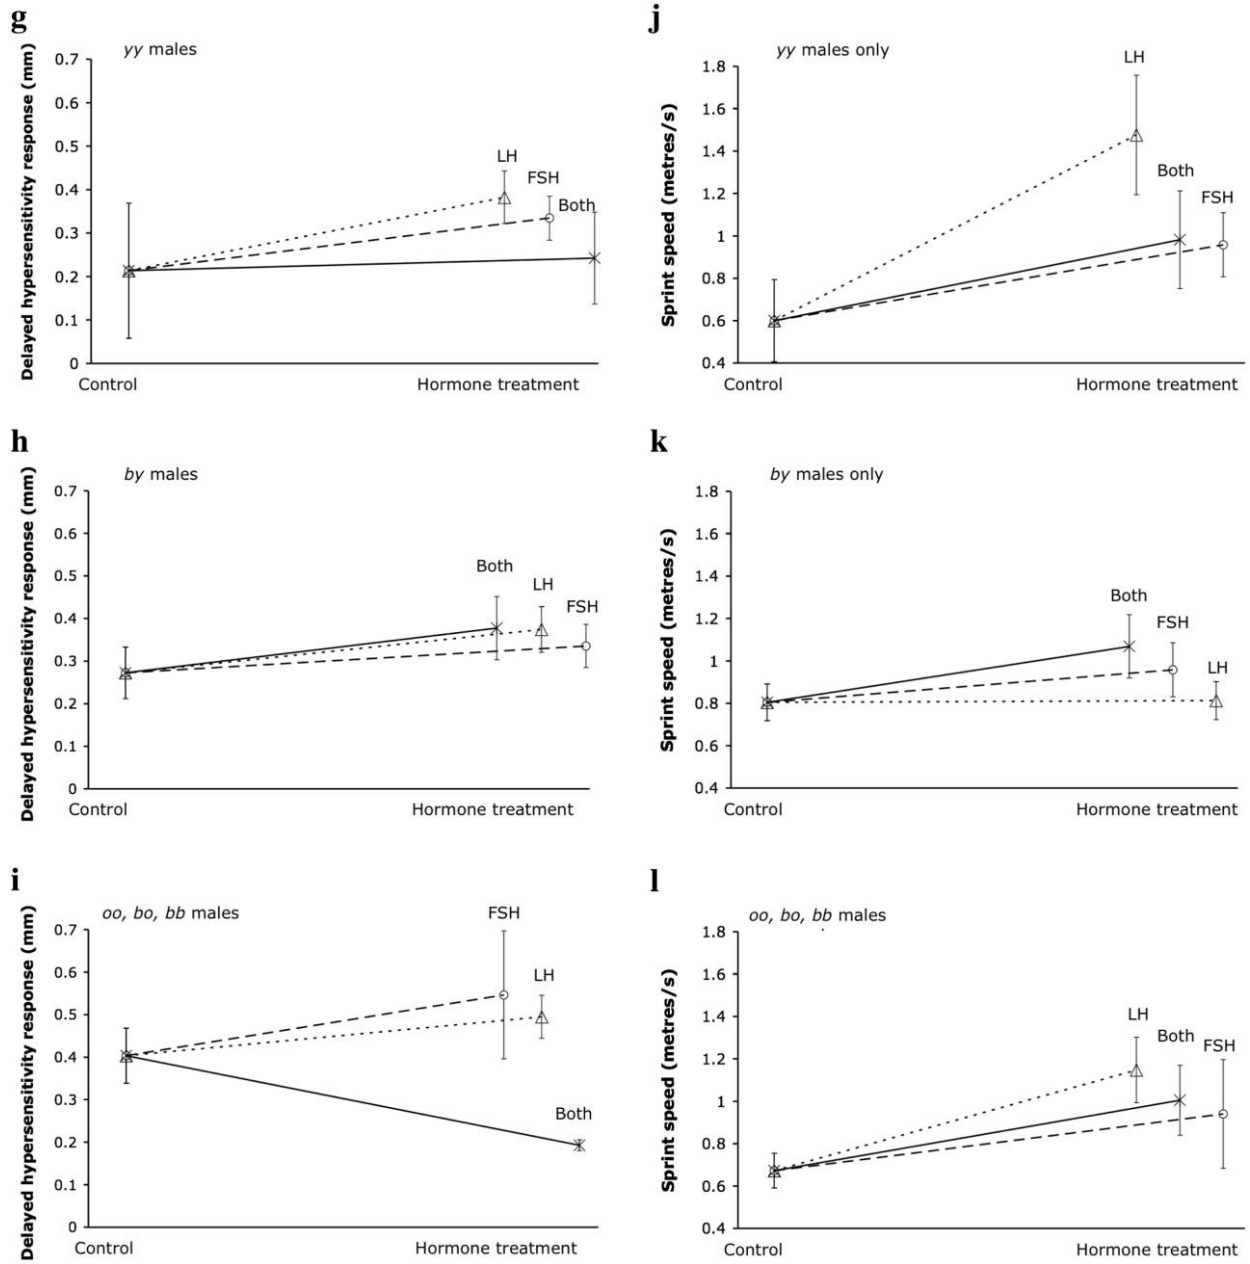 g
yy males
Delayed hypersensitivity response (mm)
0.7
0.6
0.5
0.4
0.3
0.2
0.1
0
LH
FSH
Both
Control
Hormone treatment
j
yy males only
Sprint speed (metres/s)
1.8
1.6
1.4
1.2
1
0.8
0.6
0.4
LH
Both
FSH
Control
Hormone treatment
h
by males
Delayed hypersensitivity response (mm)
0.7
0.6
0.5
0.4
0.3
0.2
0.1
0
Both
LH
FSH
Control
Hormone treatment
k
by males only
Sprint speed (metres/s)
1.8
1.6
1.4
1.2
1
0.8
0.6
0.4
Both
FSH
LH
Control
Hormone treatment
i
oo, bo, bb males
Delayed hypersensitivity response (mm)
0.7
0.6
0.5
0.4
0.3
0.2
0.1
0
FSH
LH
Both
Control
Hormone treatment
l
oo, bo, bb males
Sprint speed (metres/s)
1.8
1.6
1.4
1.2
1
0.8
0.6
0.4
LH
Both
FSH
Control
Hormone treatment